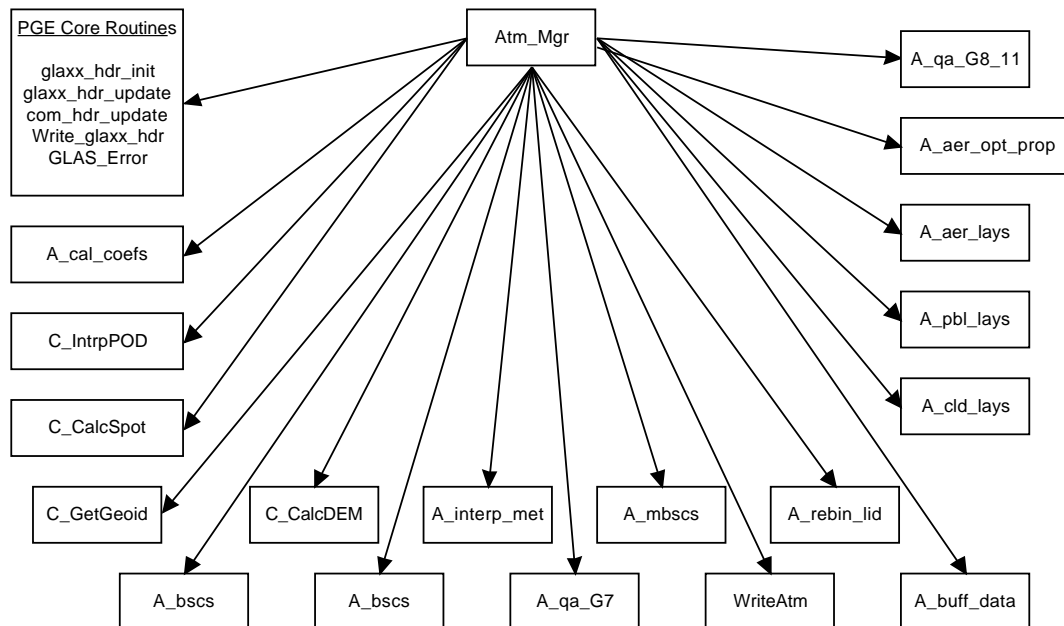 PGE Core Routines
glaxx_hdr_init
glaxx_hdr_update
com_hdr_update
Write_glaxx_hdr
GLAS_Error
Atm_Mgr
A_qa_G8_11
A_aer_opt_prop
A_cal_coefs
A_aer_lays
C_IntrpPOD
A_pbl_lays
C_CalcSpot
A_cld_lays
C_GetGeoid
C_CalcDEM
A_interp_met
A_mbscs
A_rebin_lid
A_bscs
A_bscs
A_qa_G7
WriteAtm
A_buff_data